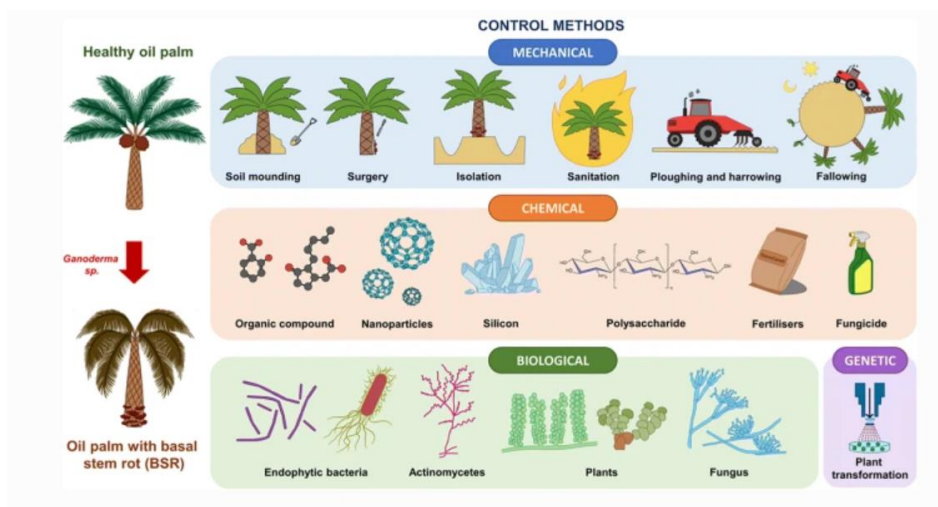 CONTROL METHODS
Healthy oil palm
MECHANICAL
Soil mounding
Surgery
Isolation
Sanitation
Ploughing and harrowing
Fallowing
Ganoderma
sp.
CHEMICAL
Organic compound
Nanoparticles
Silicon
Polysaccharide
Fertilisers
Fungicide
Oil palm with basal
stem rot (BSR)
BIOLOGICAL
Endophytic bacteria
Actinomycetes
Plants
Fungus
GENETIC
Plant
transformation